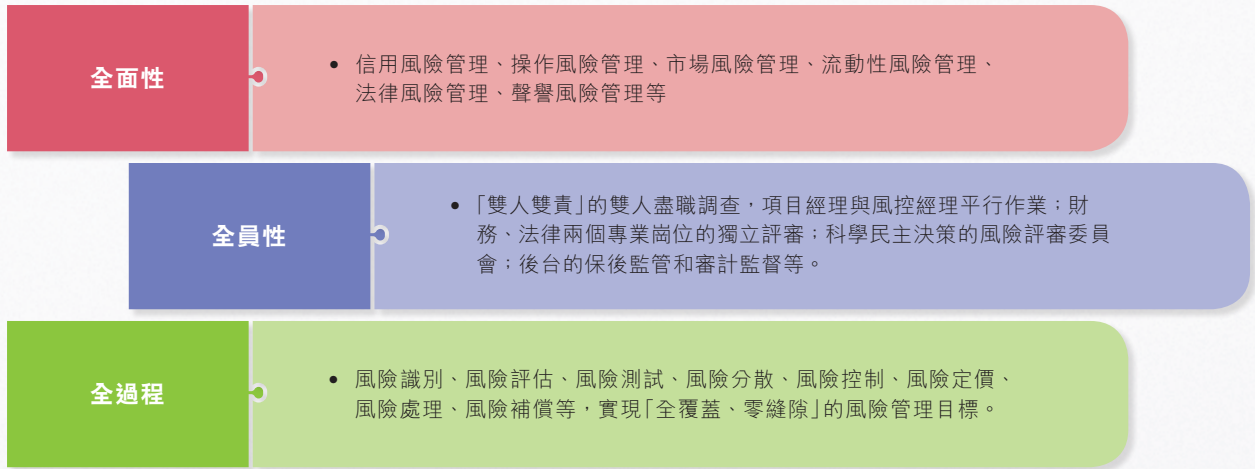 全面性
• 信用風險管理、操作風險管理、市場風險管理、流動性風險管理、
法律風險管理、聲譽風險管理等
全員性
• 「雙人雙責」的雙人盡職調查，項目經理與風控經理平行作業；財
務、法律兩個專業崗位的獨立評審；科學民主決策的風險評審委員
會；後台的保後監管和審計監督等。
全過程
• 風險識別、風險評估、風險測試、風險分散、風險控制、風險定價、
風險處理、風險補償等，實現「全覆蓋、零縫隙」的風險管理目標。